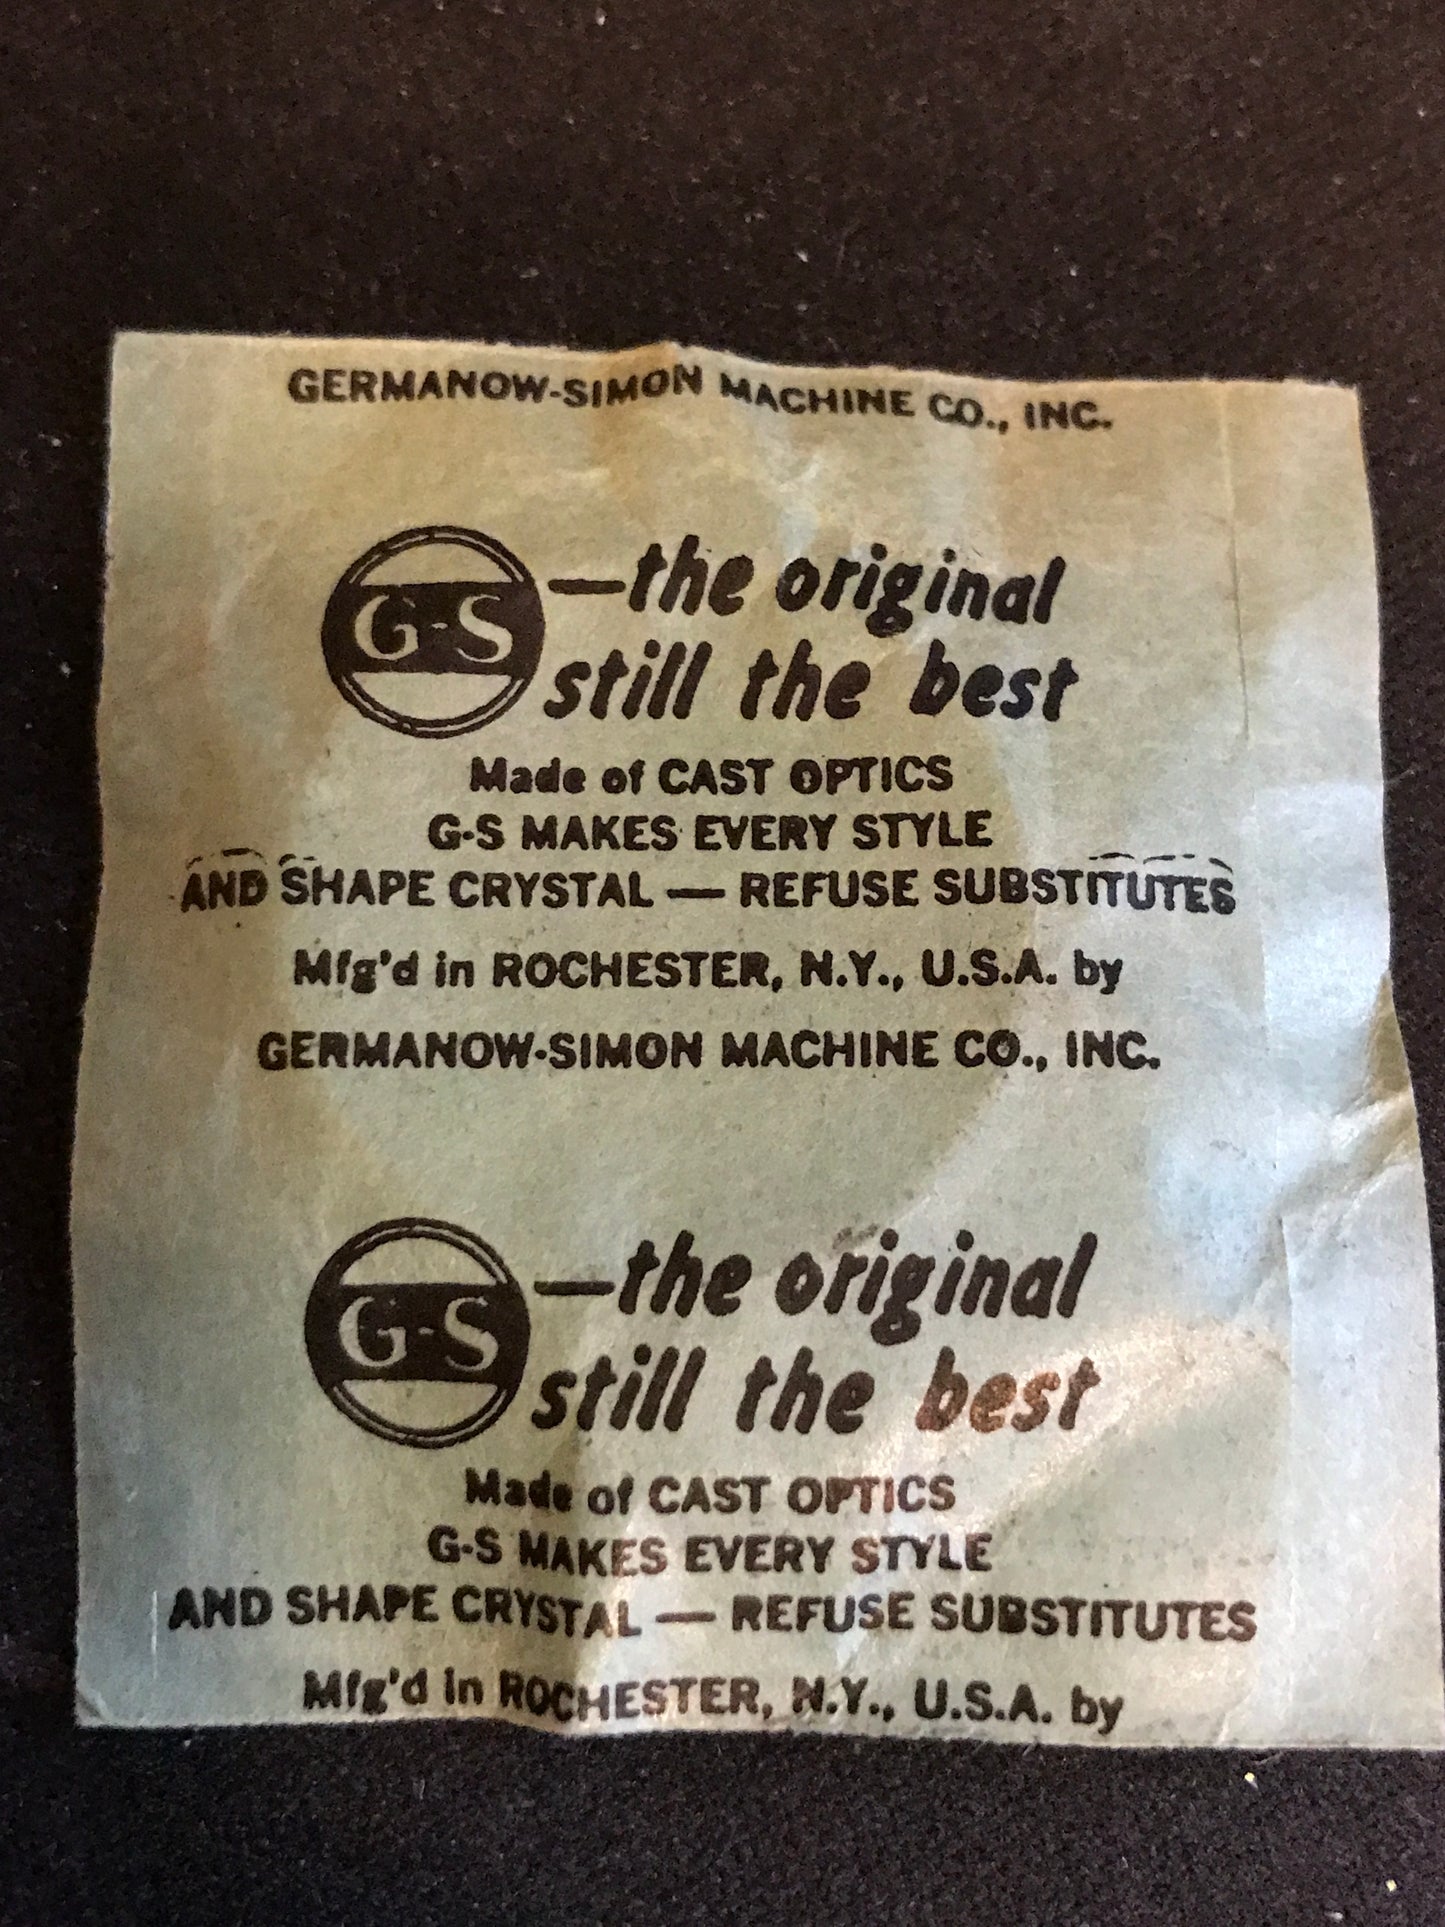 GERMANOW-SIMON MACHINE CO., INC.
G-S —the original
still the best
Made of CAST OPTICS
G-S MAKES EVERY STYLE
AND SHAPE CRYSTAL — REFUSE SUBSTITUTES
Mfg'd in ROCHESTER, N.Y., U.S.A. by
GERMANOW-SIMON MACHINE CO., INC.
G-S —the original
still the best
Made of CAST OPTICS
G-S MAKES EVERY STYLE
AND SHAPE CRYSTAL — REFUSE SUBSTITUTES
Mfg'd in ROCHESTER, N.Y., U.S.A. by